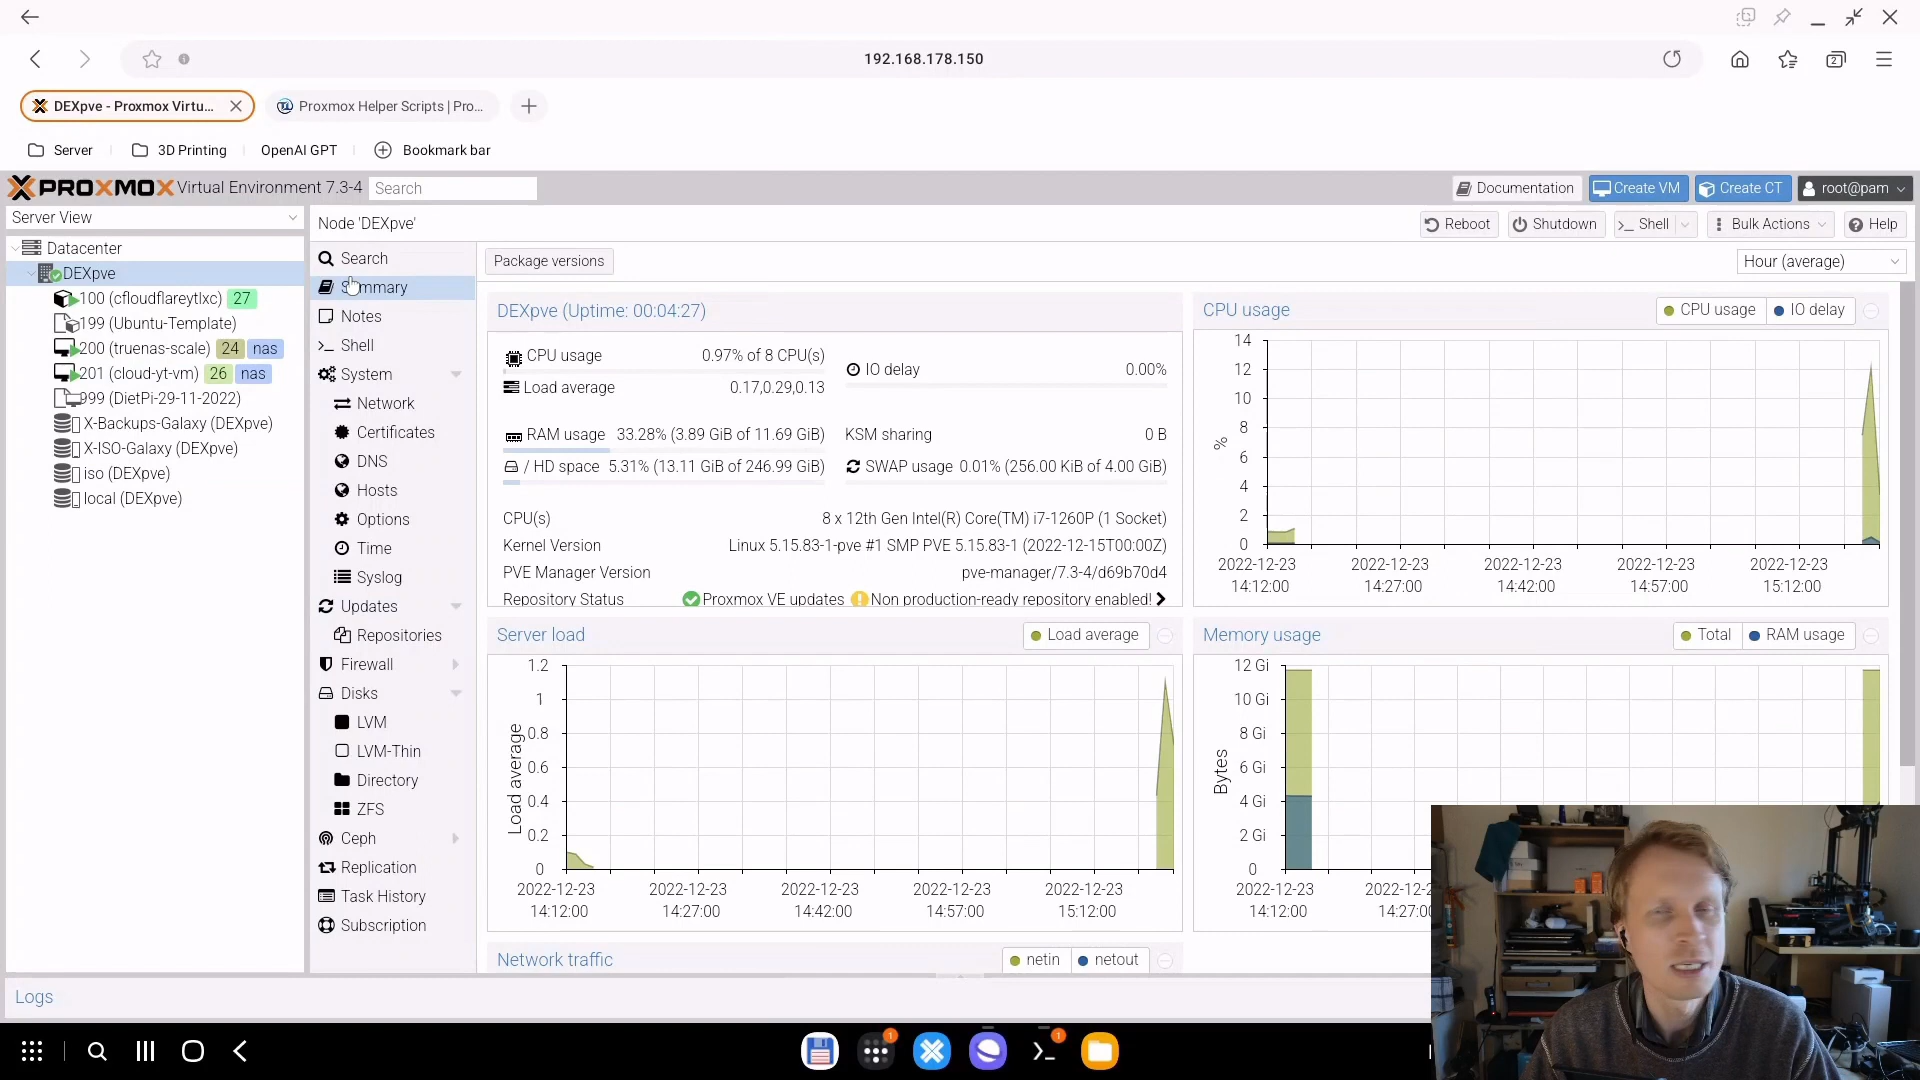 192.168.178.150
DEXpve - Proxmox Virtu...
Proxmox Helper Scripts | Pro...
2
Server
3D Printing
OpenAI GPT
Bookmark bar
PROXMOX Virtual Environment 7.3-4
Search
Documentation
Create VM
Create CT
root@pam
Server View
Node 'DEXpve'
Reboot
Shutdown
>_ Shell
Bulk Actions
Help
Datacenter
DEXpve
100 (cfloudflareytlxc) 27
199 (Ubuntu-Template)
200 (truenas-scale) 24 nas
201 (cloud-yt-vm) 26 nas
999 (DietPi-29-11-2022)
X-Backups-Galaxy (DEXpve)
X-ISO-Galaxy (DEXpve)
iso (DEXpve)
local (DEXpve)
Search
Summary
Notes
>_ Shell
System
Network
Certificates
DNS
Hosts
Options
Time
Syslog
Updates
Repositories
Firewall
Disks
LVM
LVM-Thin
Directory
ZFS
Ceph
Replication
Task History
Subscription
Package versions
Hour (average)
DEXpve (Uptime: 00:04:27)
CPU usage 0.97% of 8 CPU(s)
IO delay 0.00%
Load average 0.17,0.29,0.13
RAM usage 33.28% (3.89 GiB of 11.69 GiB)
KSM sharing 0 B
/ HD space 5.31% (13.11 GiB of 246.99 GiB)
SWAP usage 0.01% (256.00 KiB of 4.00 GiB)
CPU(s) 8 x 12th Gen Intel(R) Core(TM) i7-1260P (1 Socket)
Kernel Version Linux 5.15.83-1-pve #1 SMP PVE 5.15.83-1 (2022-12-15T00:00Z)
PVE Manager Version pve-manager/7.3-4/d69b70d4
Repository Status Proxmox VE updates Non production-ready repository enabled!
CPU usage
CPU usage
IO delay
14
12
10
8
6
4
2
0
%
2022-12-23 2022-12-23 2022-12-23 2022-12-23 2022-12-23
14:12:00 14:27:00 14:42:00 14:57:00 15:12:00
Server load
Load average
1.2
1
0.8
0.6
0.4
0.2
0
Load average
2022-12-23 2022-12-23 2022-12-23 2022-12-23 2022-12-23
14:12:00 14:27:00 14:42:00 14:57:00 15:12:00
Memory usage
Total
RAM usage
12 Gi
10 Gi
8 Gi
6 Gi
4 Gi
2 Gi
0
Bytes
2022-12-23 2022-12-2
14:12:00 14:27:00
Network traffic
netin
netout
Logs
1
1